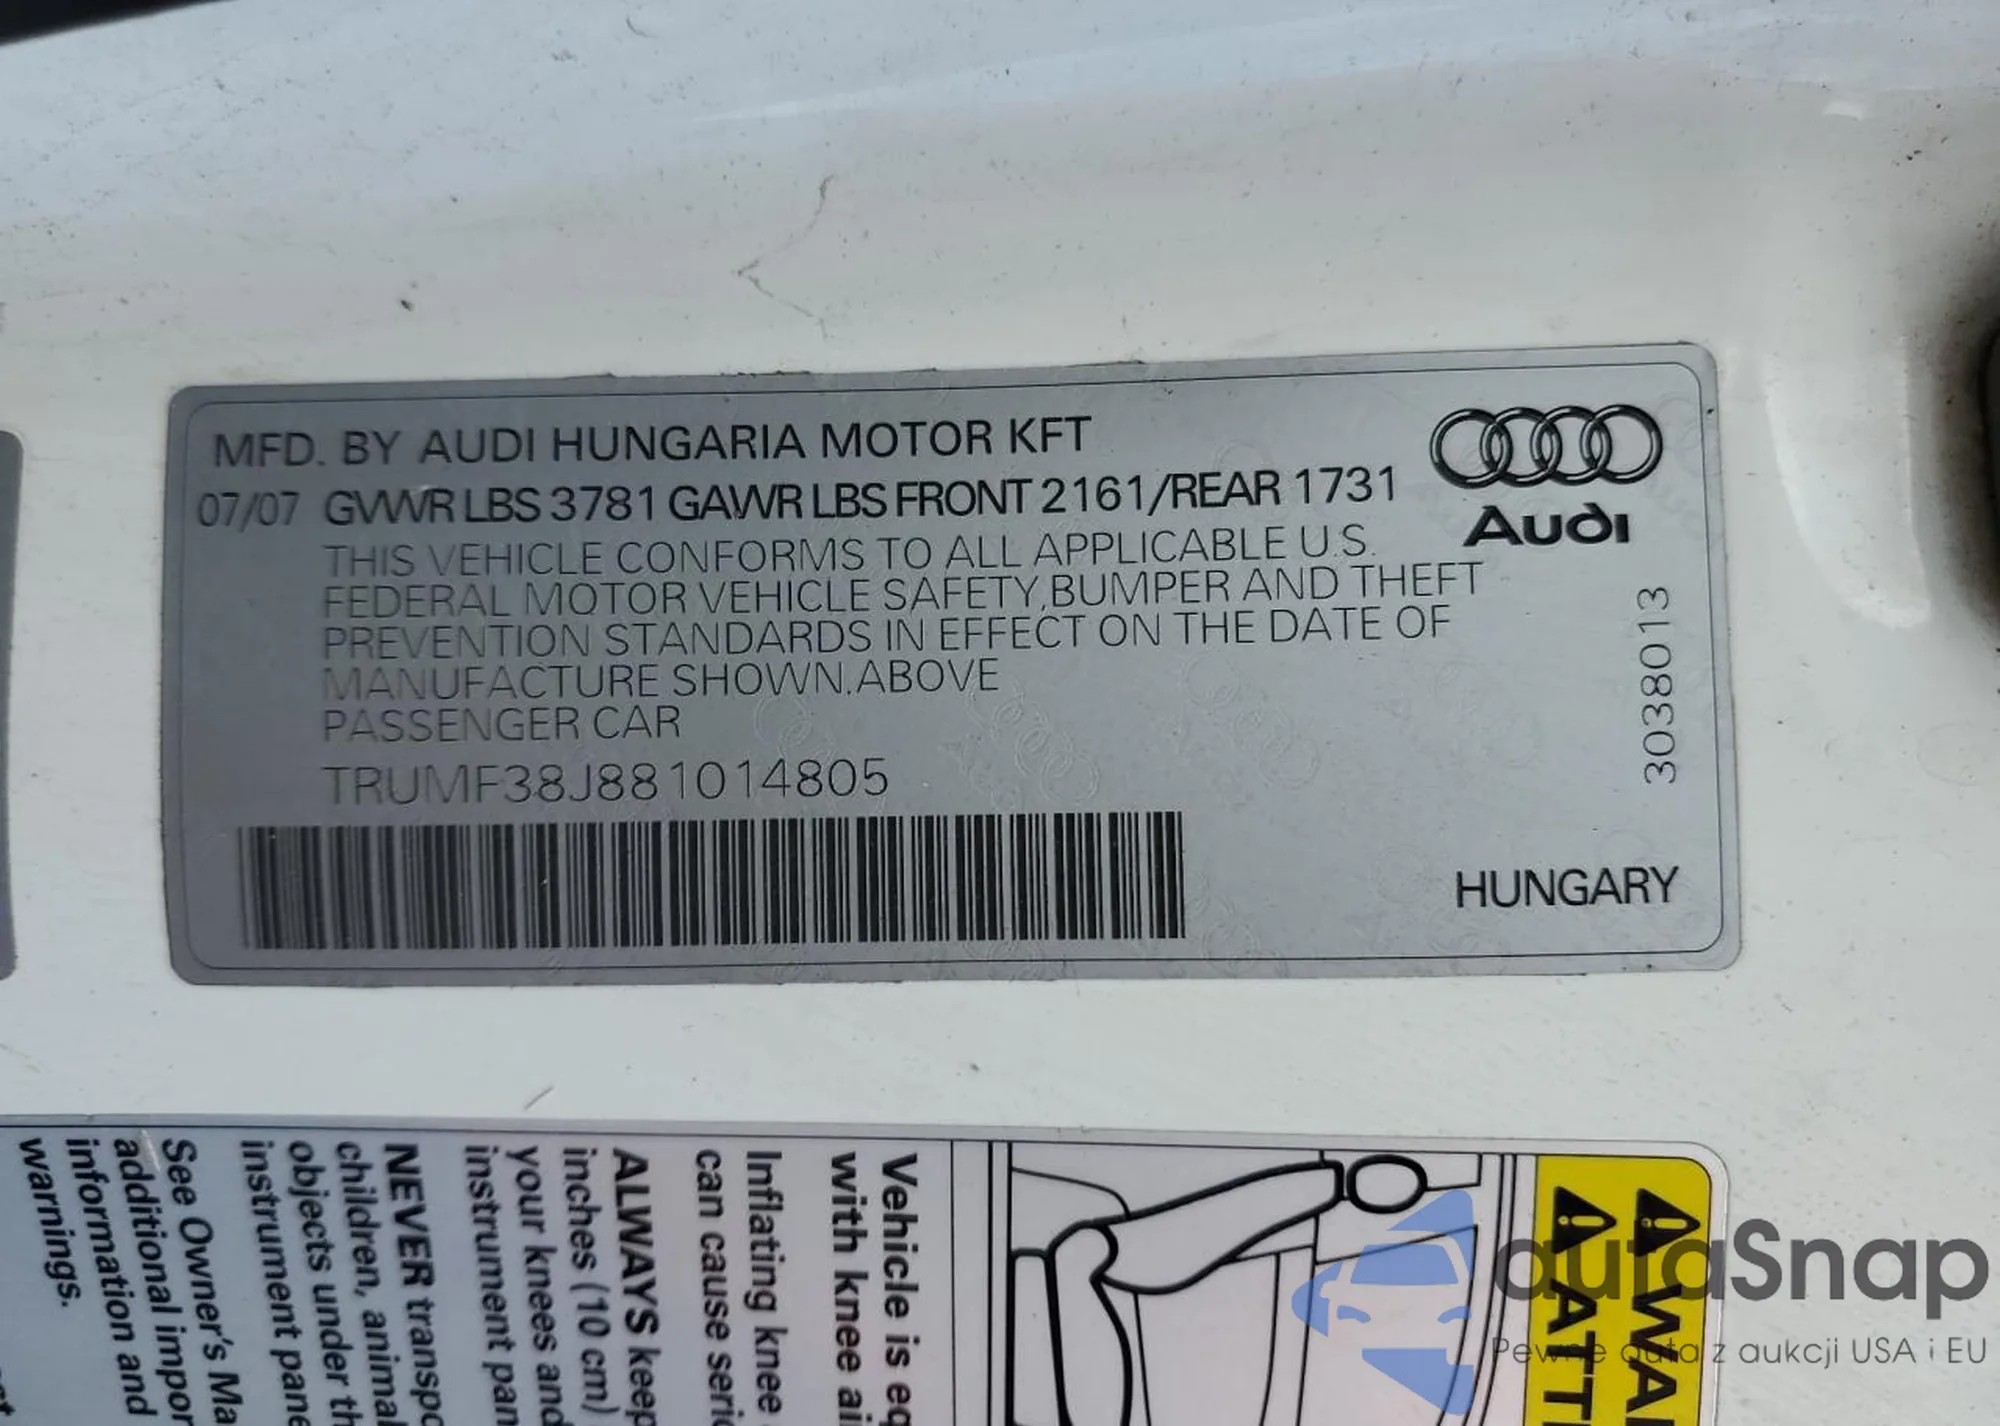 MFD. BY AUDI HUNGARIA MOTOR KFT
07/07 GVWR LBS 3781 GAWR LBS FRONT 2161/REAR 1731
THIS VEHICLE CONFORMS TO ALL APPLICABLE U.S.
FEDERAL MOTOR VEHICLE SAFETY,BUMPER AND THEFT
PREVENTION STANDARDS IN EFFECT ON THE DATE OF
MANUFACTURE SHOWN.ABOVE
PASSENGER CAR
TRUMF38J881014805
Audi
3038013
HUNGARY
WA
ATT
Vehicle is eq
with knee ai
Inflating knee
can cause seri
ALWAYS keep
inches (10 cm)
your knees and
instrument pan
NEVER transpo
children, animal
objects under th
instrument pane
See Owner's Ma
additional impor
information and
warnings.
autaSnap
Pewne auta z aukcji USA i EU